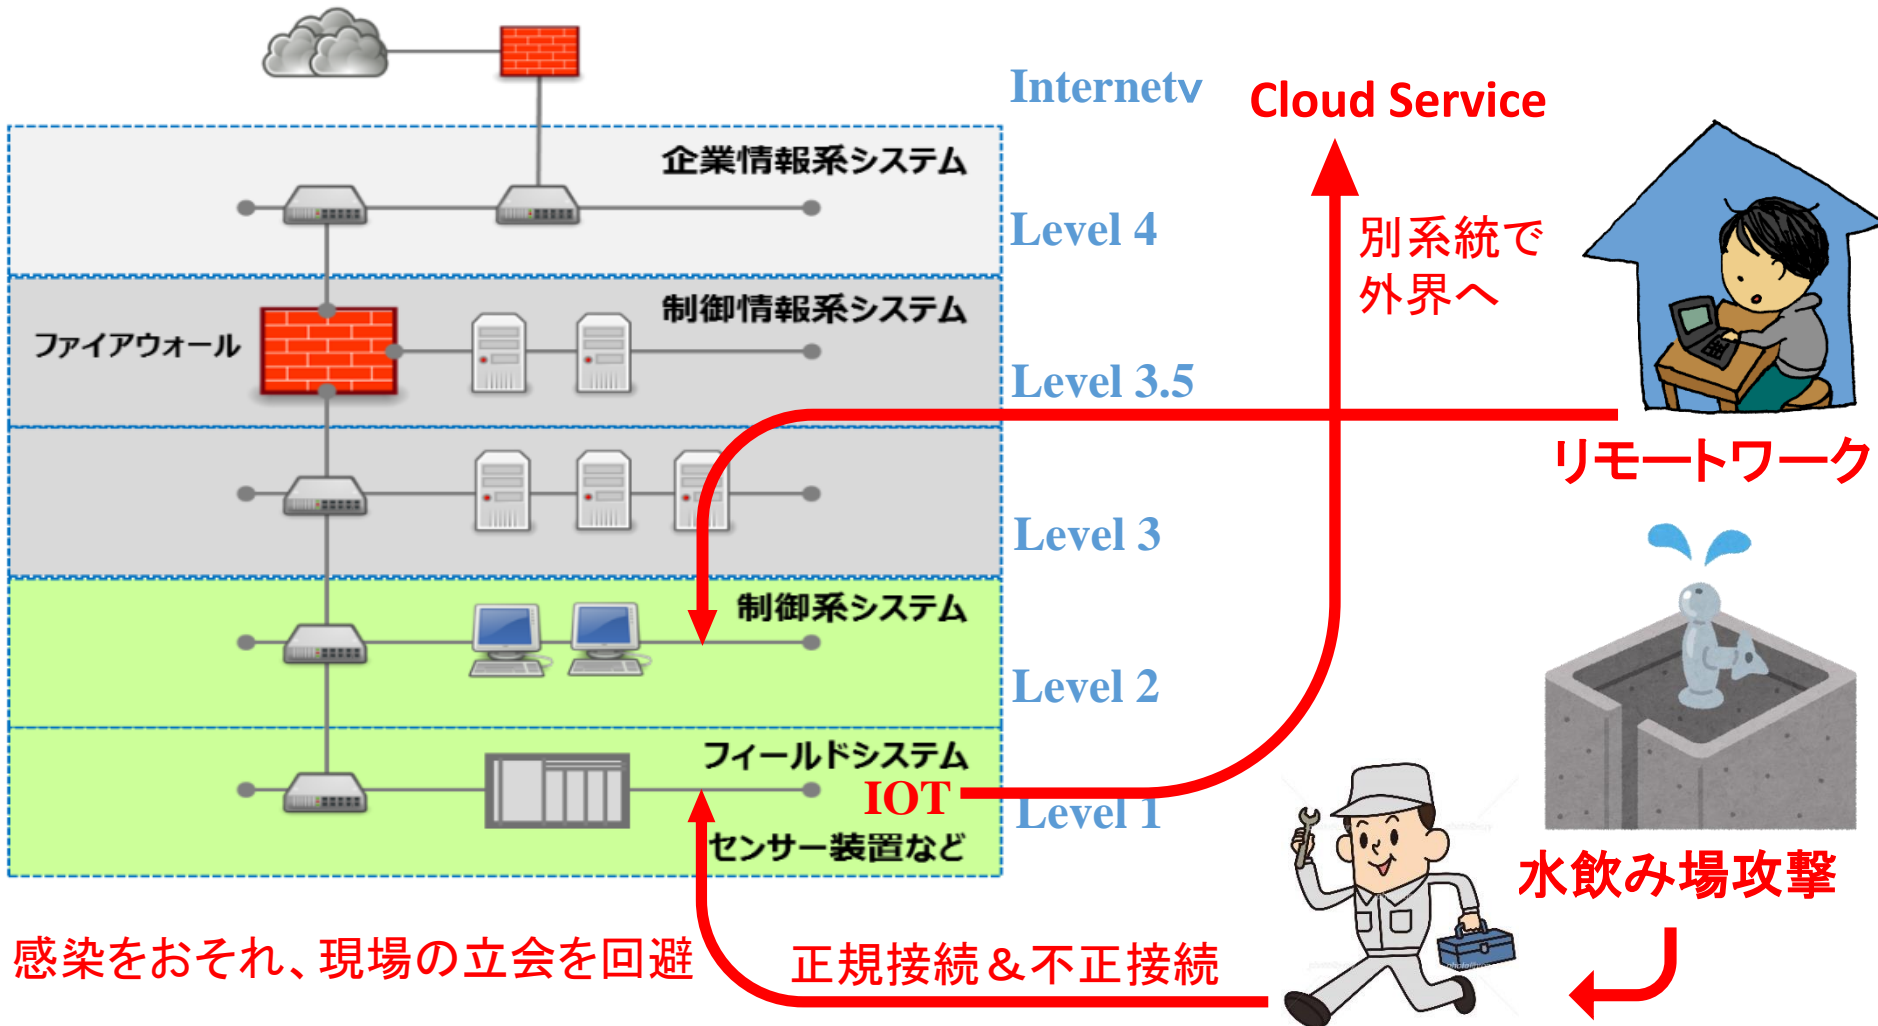 Internetv
Cloud Service
企業情報系システム
Level 4
別系統で
外界へ
制御情報系システム
ファイアウォール
Level 3.5
リモートワーク
Level 3
制御系システム
Level 2
フィールドシステム
IOT
Level 1
センサー装置など
水飲み場攻撃
感染をおそれ、現場の立会を回避
正規接続＆不正接続